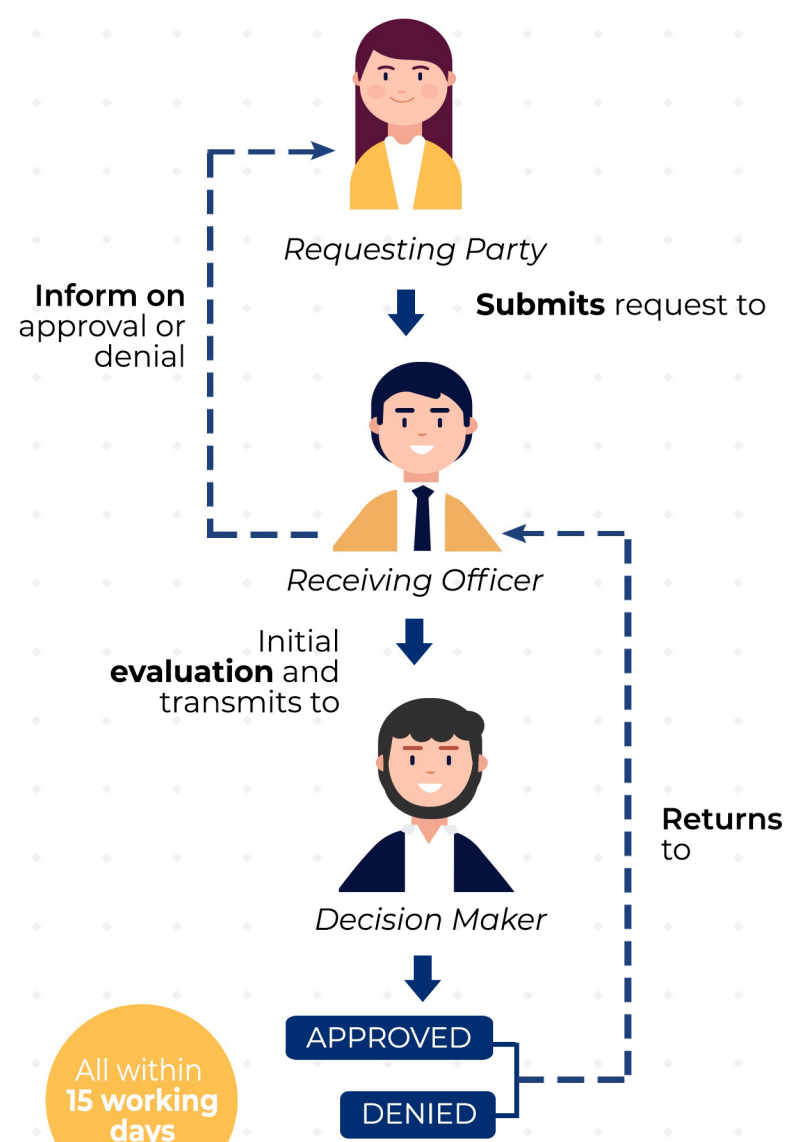 Requesting Party
Submits request to
Inform on
approval or
denial
Receiving Officer
Initial
evaluation and
transmits to
Returns
to
Decision Maker
APPROVED
DENIED
All within
15 working
days